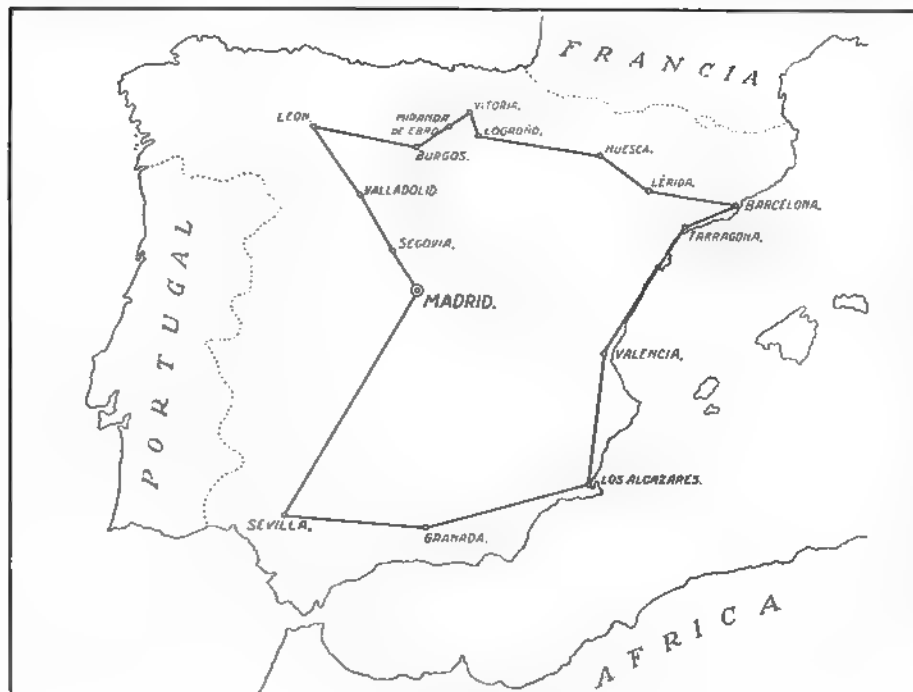 FRANCIA
VITORIA.
LEON.
MIRANDA
DE EBRO
LOGROÑO.
BURGOS.
HUESCA.
VALLADOLID
LÉRIDA.
BARCELONA.
TARRAGONA.
SEGOVIA.
MADRID.
PORTUGAL
VALENCIA.
LOS ALCAZARES.
SEVILLA.
GRANADA.
AFRICA